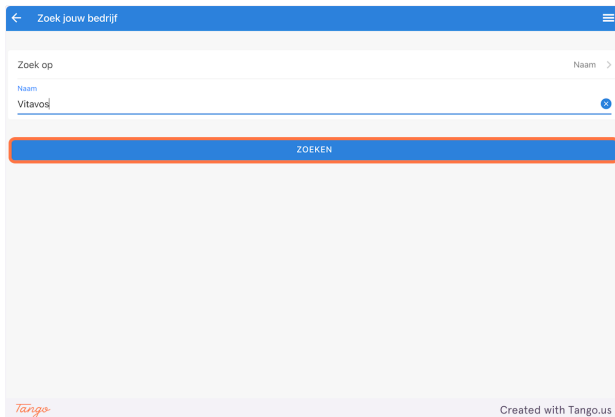 Zoek jouw bedrijf
Zoek op
Naam
Naam
Vitavos
ZOEKEN
Tango
Created with Tango.us